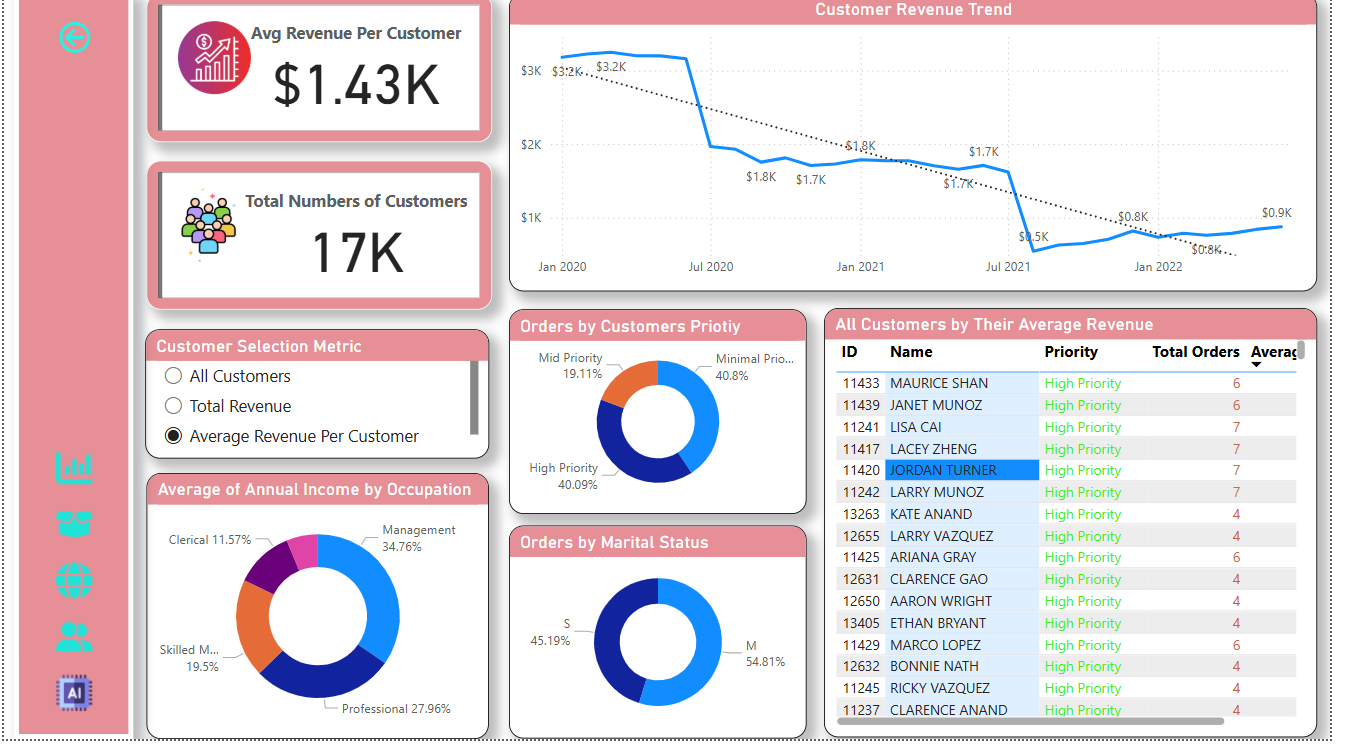 Avg Revenue Per Customer
$1.43K
Total Numbers of Customers
17K
Customer Selection Metric
All Customers
Total Revenue
Average Revenue Per Customer
Average of Annual Income by Occupation
Management
34.76%
Professional 27.96%
Skilled M...
19.5%
Clerical 11.57%
AI
Customer Revenue Trend
$3K
$2K
$1K
$3.2K
$3.2K
$1.8K
$1.7K
$1.8K
$1.7K
$1.7K
$0.5K
$0.8K
$0.8K
$0.9K
Jan 2020
Jul 2020
Jan 2021
Jul 2021
Jan 2022
Orders by Customers Priotiy
Mid Priority
19.11%
Minimal Prio...
40.8%
High Priority
40.09%
Orders by Marital Status
S
45.19%
M
54.81%
All Customers by Their Average Revenue
ID Name Priority Total Orders Averag
11433 MAURICE SHAN High Priority 6
11439 JANET MUNOZ High Priority 6
11241 LISA CAI High Priority 7
11417 LACEY ZHENG High Priority 7
11420 JORDAN TURNER High Priority 7
11242 LARRY MUNOZ High Priority 7
13263 KATE ANAND High Priority 4
12655 LARRY VAZQUEZ High Priority 4
11425 ARIANA GRAY High Priority 6
12631 CLARENCE GAO High Priority 4
12650 AARON WRIGHT High Priority 4
13405 ETHAN BRYANT High Priority 4
11429 MARCO LOPEZ High Priority 6
12632 BONNIE NATH High Priority 4
11245 RICKY VAZQUEZ High Priority 4
11237 CLARENCE ANAND High Priority 4